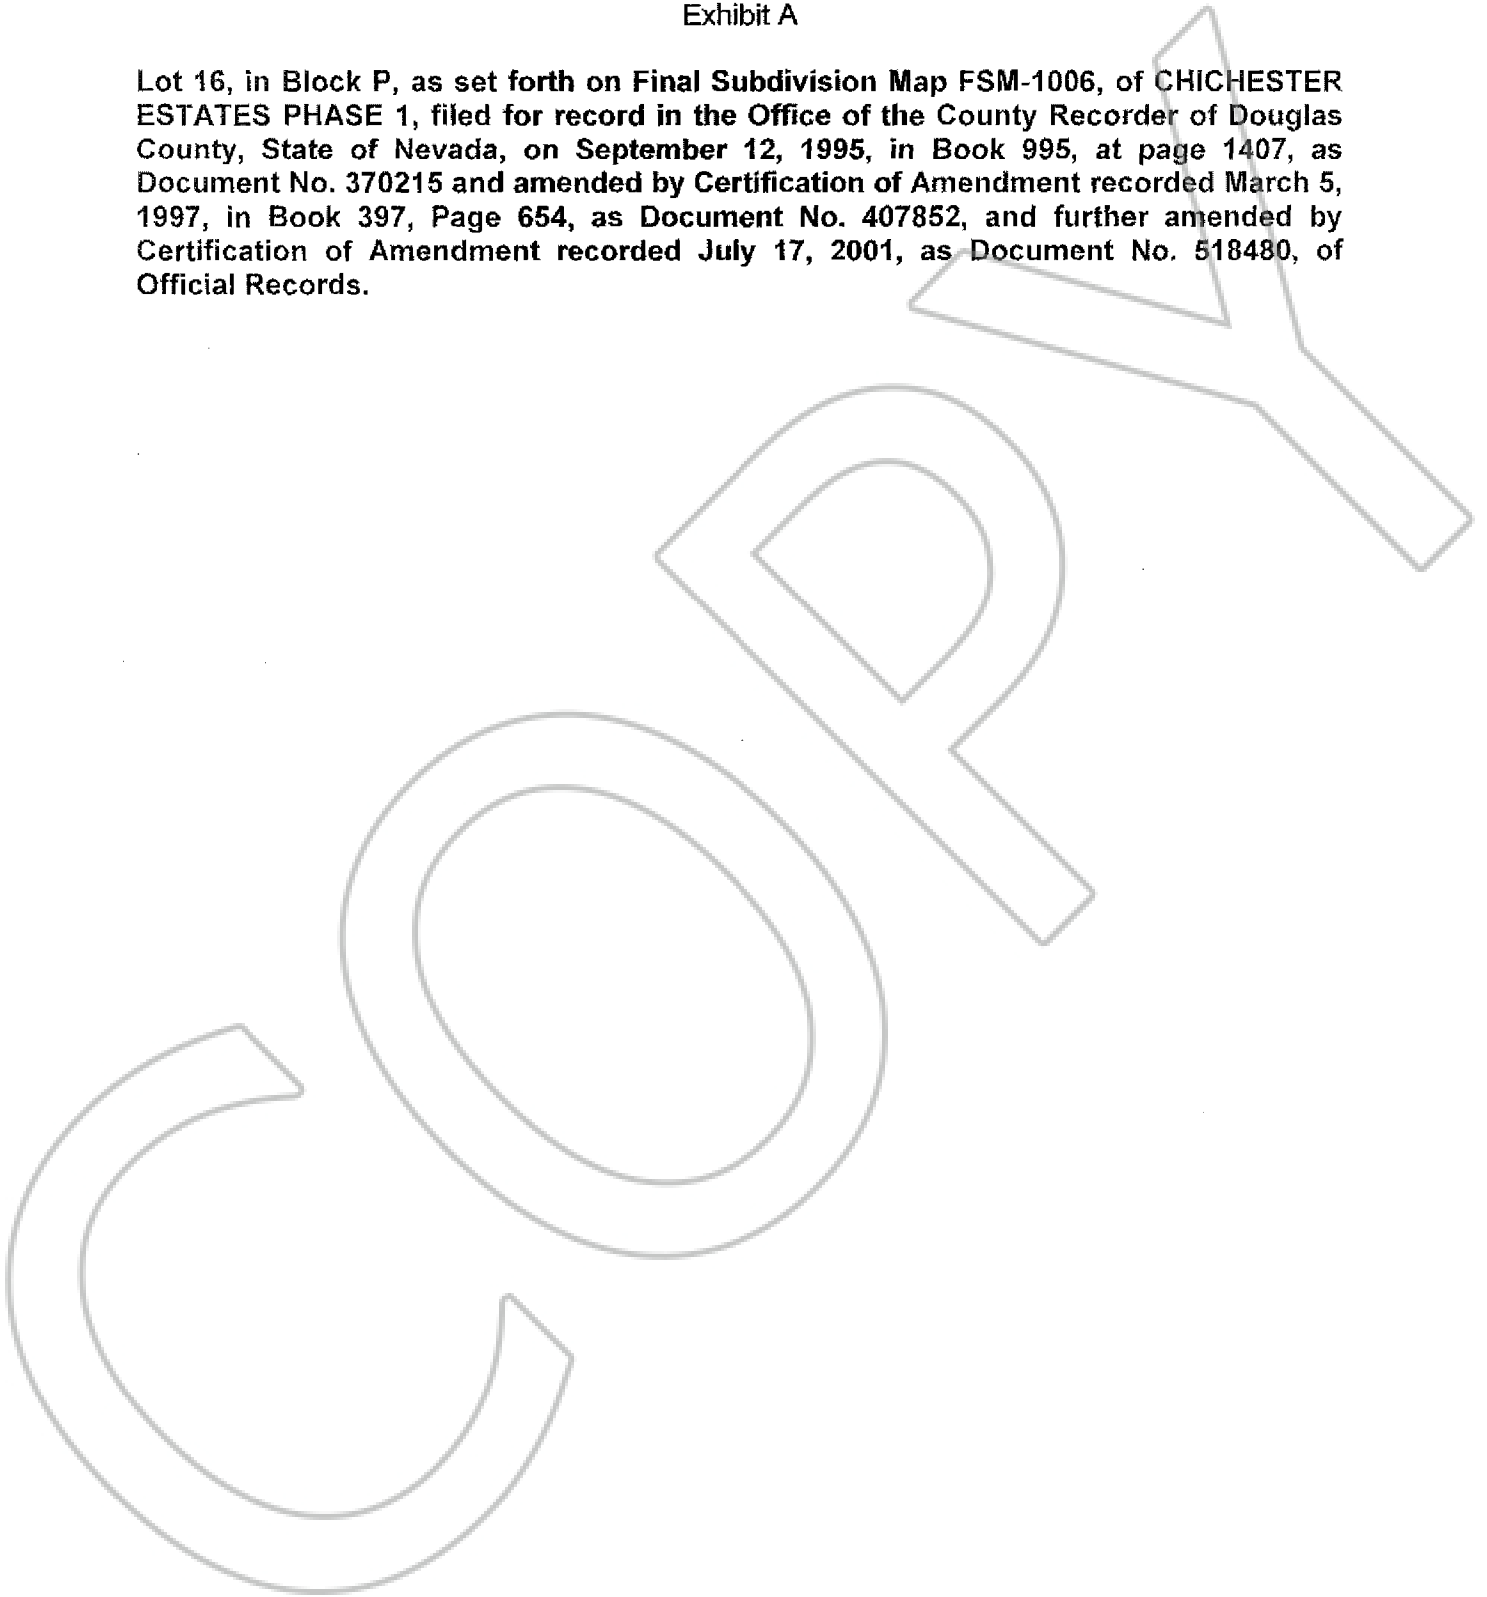 Exhibit A
Lot 16, in Block P, as set forth on Final Subdivision Map FSM-1006, of CHICHESTER
ESTATES PHASE 1, filed for record in the Office of the County Recorder of Douglas
County, State of Nevada, on September 12, 1995, in Book 995, at page 1407, as
Document No. 370215 and amended by Certification of Amendment recorded March 5,
1997, in Book 397, Page 654, as Document No. 407852, and further amended by
Certification of Amendment recorded July 17, 2001, as Document No. 518480, of
Official Records.
COPY